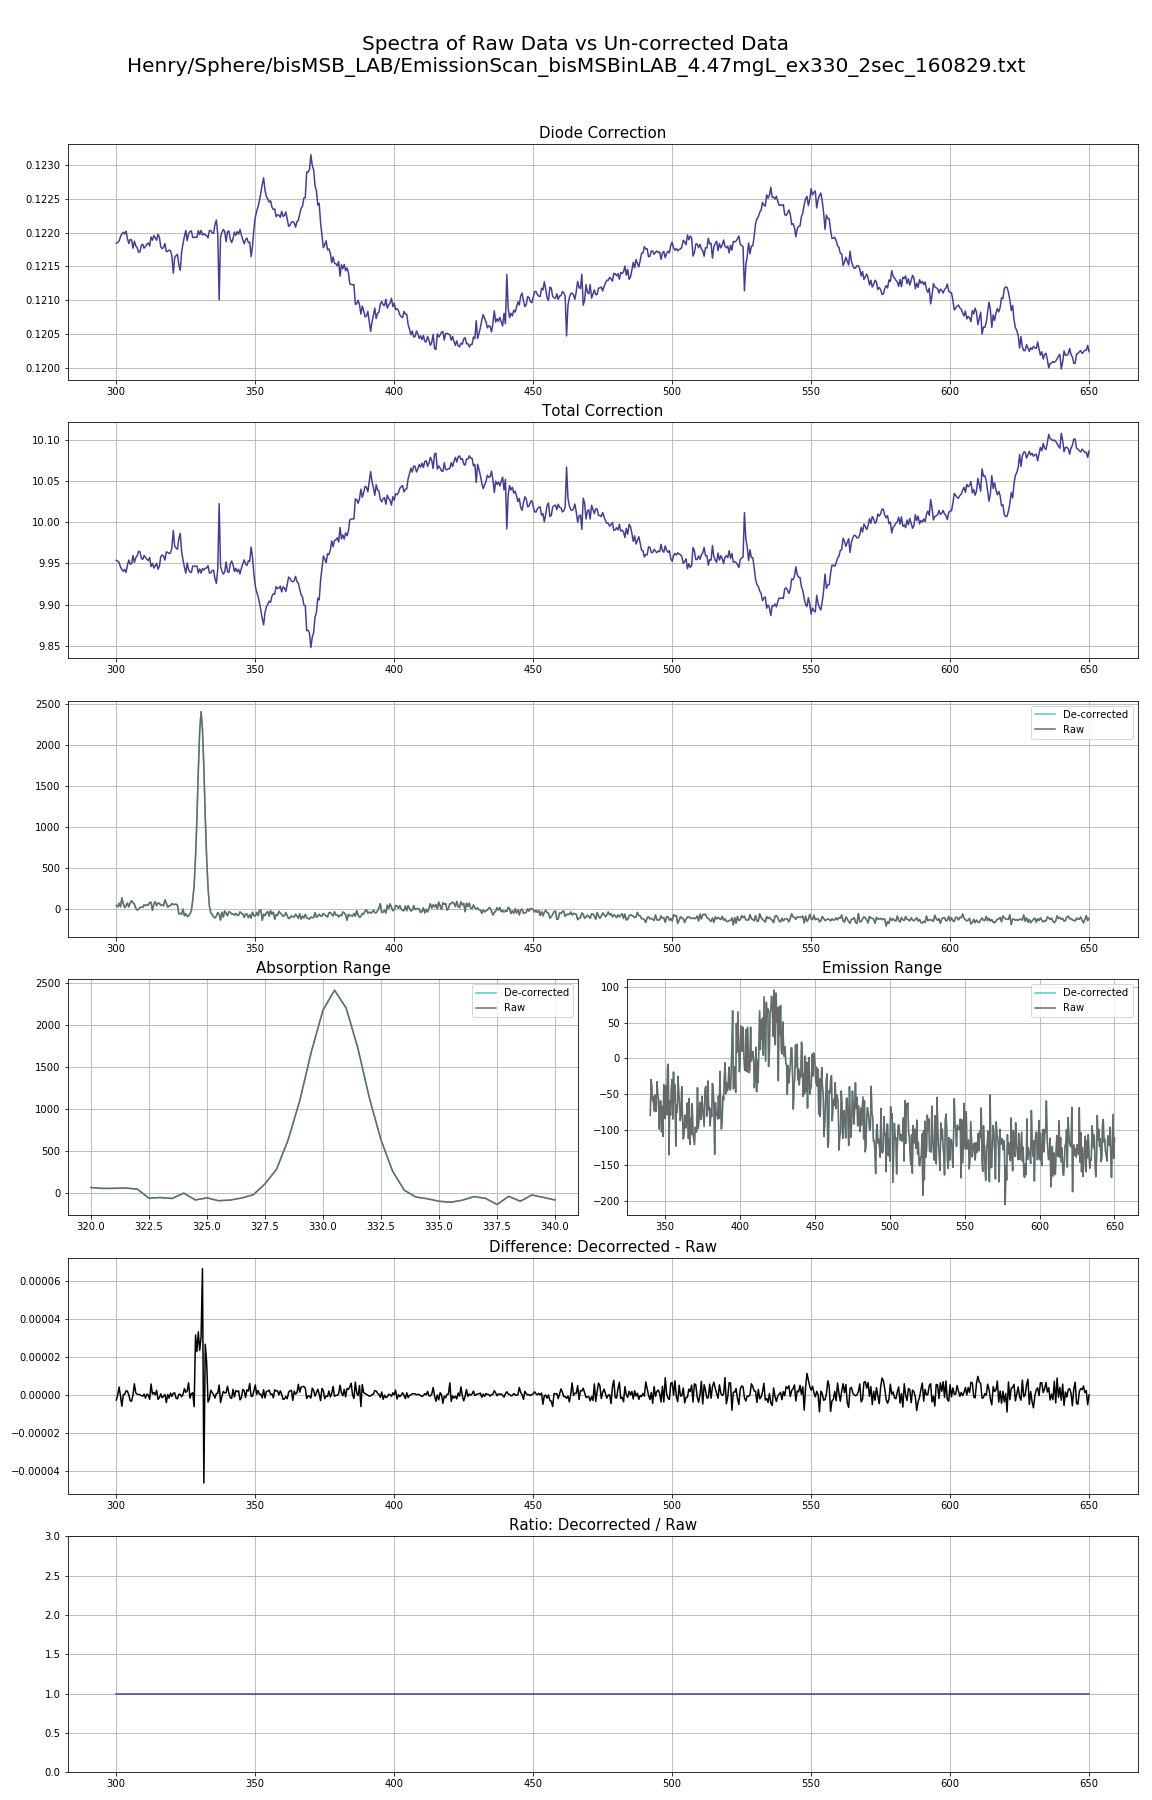 Spectra of Raw Data vs Un-corrected Data
Henry/Sphere/bisMSB_LAB/EmissionScan_bisMSBinLAB_4.47mgL_ex330_2sec_160829.txt
Diode Correction
0.1230
0.1225
0.1220
0.1215
0.1210
0.1205
0.1200
300 350 400 450 500 550 600 650
Total Correction
10.10
10.05
10.00
9.95
9.90
9.85
300 350 400 450 500 550 600 650
2500
2000
1500
1000
500
0
De-corrected
Raw
300 350 400 450 500 550 600 650
Absorption Range
2500
2000
1500
1000
500
0
De-corrected
Raw
320.0 322.5 325.0 327.5 330.0 332.5 335.0 337.5 340.0
Emission Range
100
50
0
−50
−100
−150
−200
De-corrected
Raw
350 400 450 500 550 600 650
Difference: Decorrected - Raw
0.00006
0.00004
0.00002
0.00000
−0.00002
−0.00004
300 350 400 450 500 550 600 650
Ratio: Decorrected / Raw
3.0
2.5
2.0
1.5
1.0
0.5
0.0
300 350 400 450 500 550 600 650